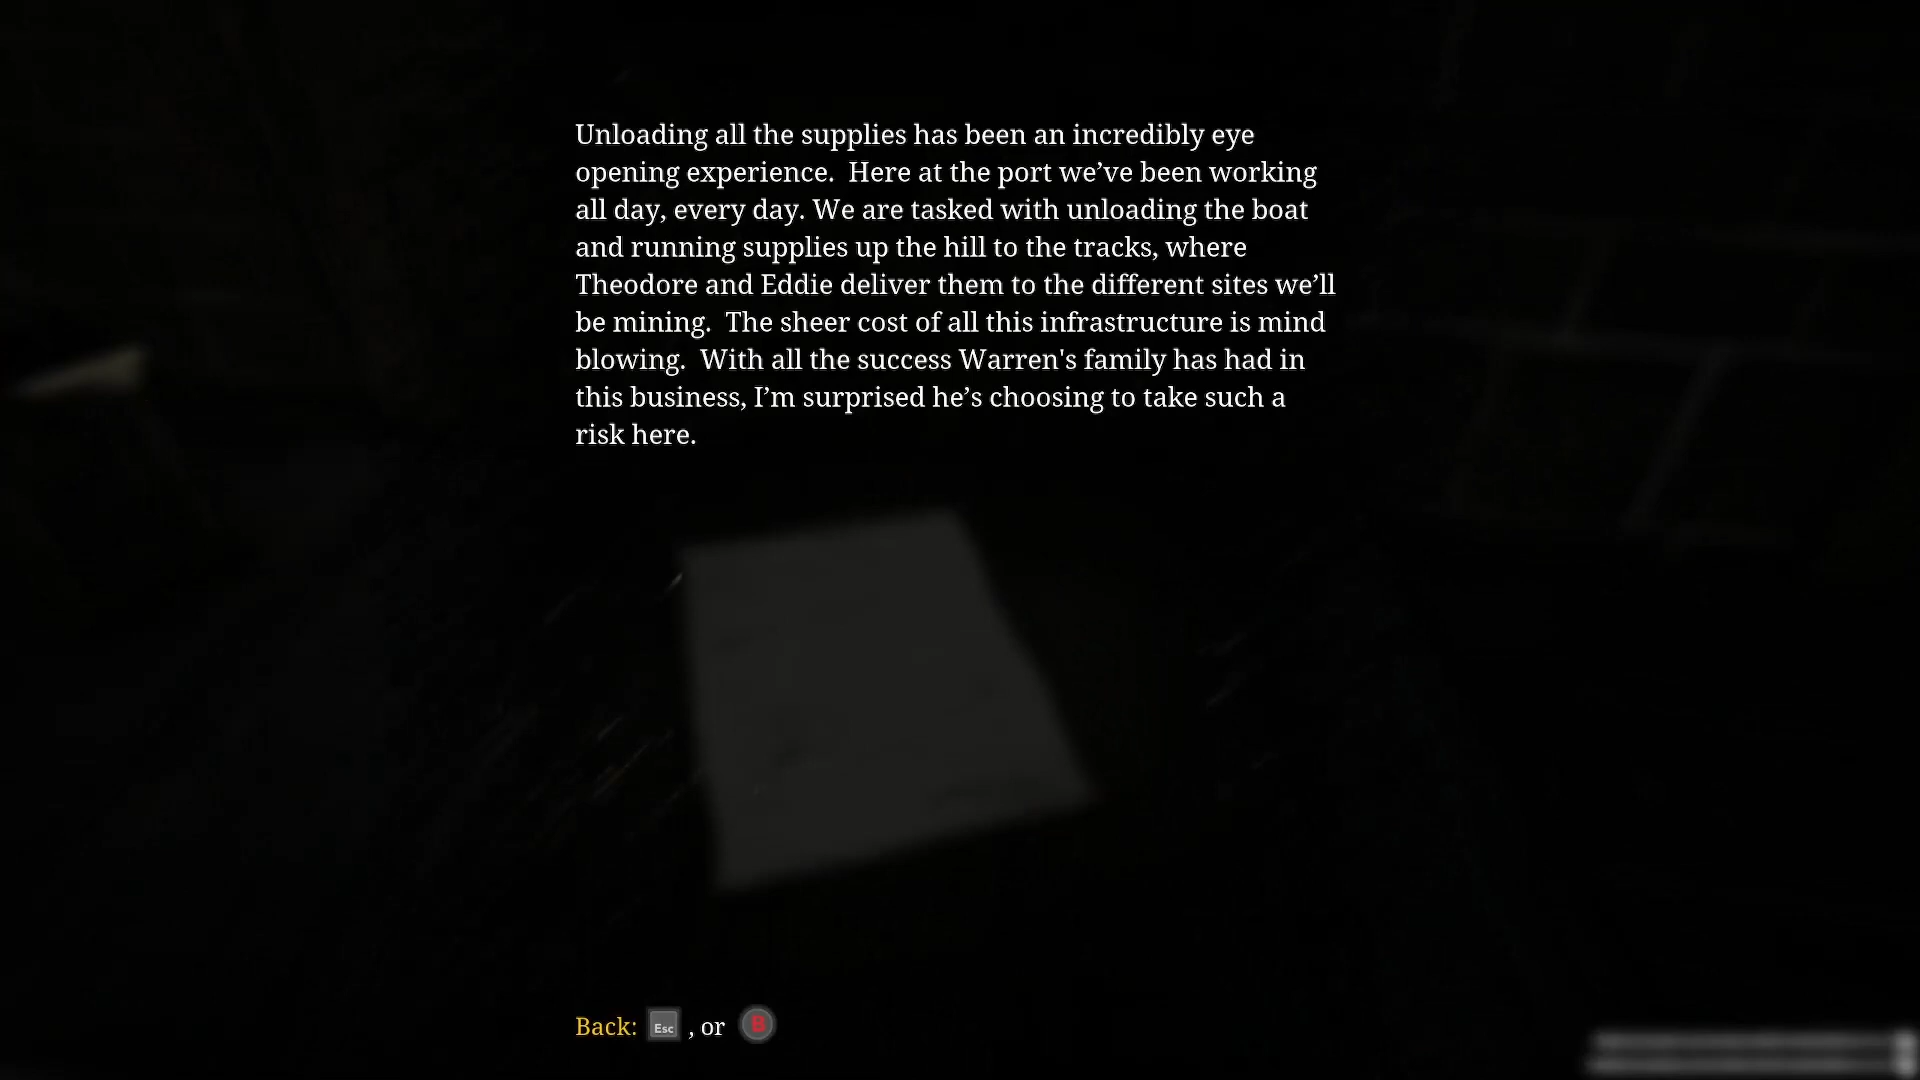 Unloading all the supplies has been an incredibly eye
opening experience.  Here at the port we’ve been working
all day, every day. We are tasked with unloading the boat
and running supplies up the hill to the tracks, where
Theodore and Eddie deliver them to the different sites we’ll
be mining.  The sheer cost of all this infrastructure is mind
blowing.  With all the success Warren's family has had in
this business, I’m surprised he’s choosing to take such a
risk here.
Back: Esc , or B